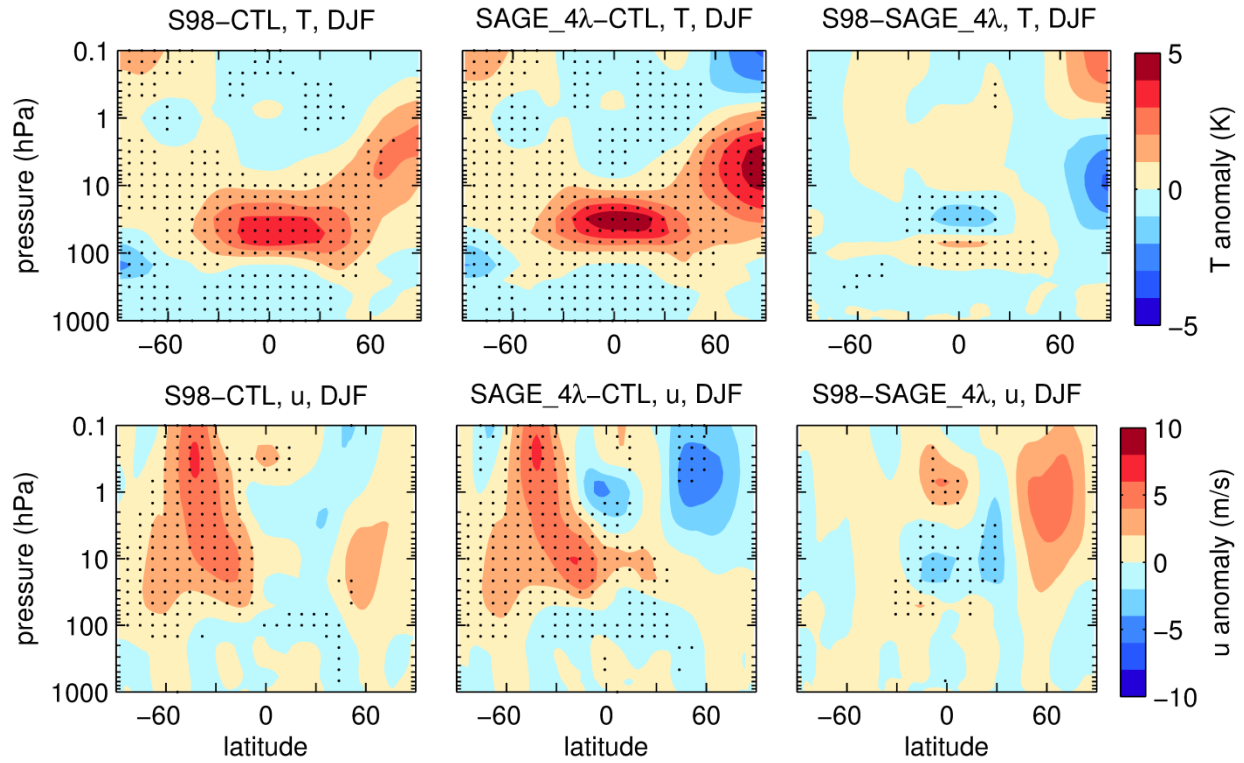 S98−CTL, T, DJF
SAGE_4λ−CTL, T, DJF
S98−SAGE_4λ, T, DJF
pressure (hPa)
0.1
1
10
100
1000
−60 0 60
−60 0 60
−60 0 60
5
0
−5
T anomaly (K)
S98−CTL, u, DJF
SAGE_4λ−CTL, u, DJF
S98−SAGE_4λ, u, DJF
pressure (hPa)
0.1
1
10
100
1000
−60 0 60
−60 0 60
−60 0 60
latitude
latitude
latitude
10
5
0
−5
−10
u anomaly (m/s)